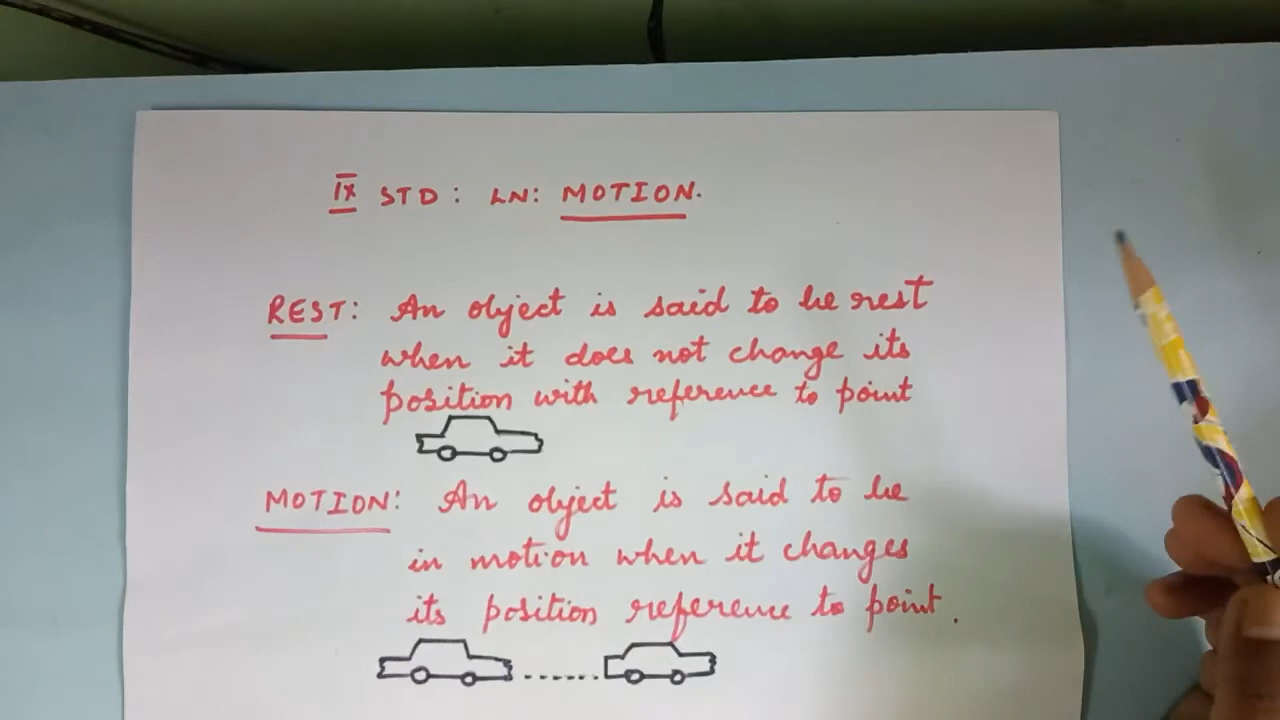 IX STD: LN: MOTION.
REST: An object is said to be rest
when it does not change its
position with reference to point
MOTION: An object is said to be
in motion when it changes
its position reference to point.